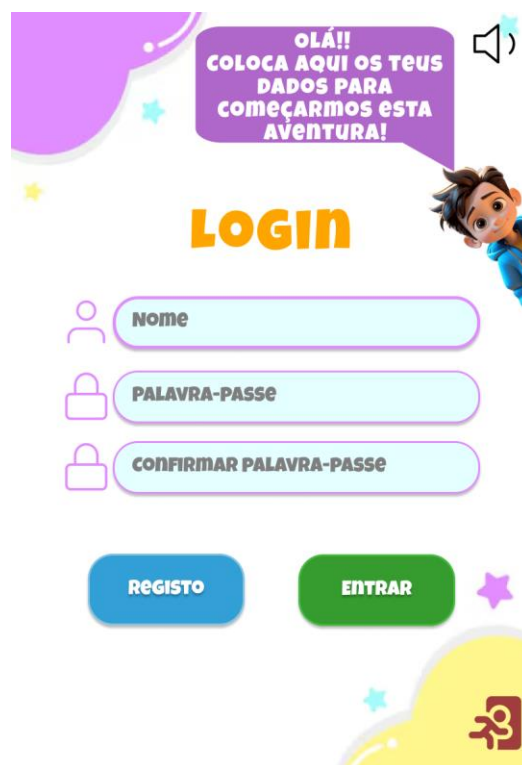 OLÁ!!
COLOCA AQUI OS TEUS
DADOS PARA
COMEÇARMOS ESTA
AVENTURA!
LOGIN
NOME
PALAVRA-PASSE
CONFIRMAR PALAVRA-PASSE
REGISTO
ENTRAR